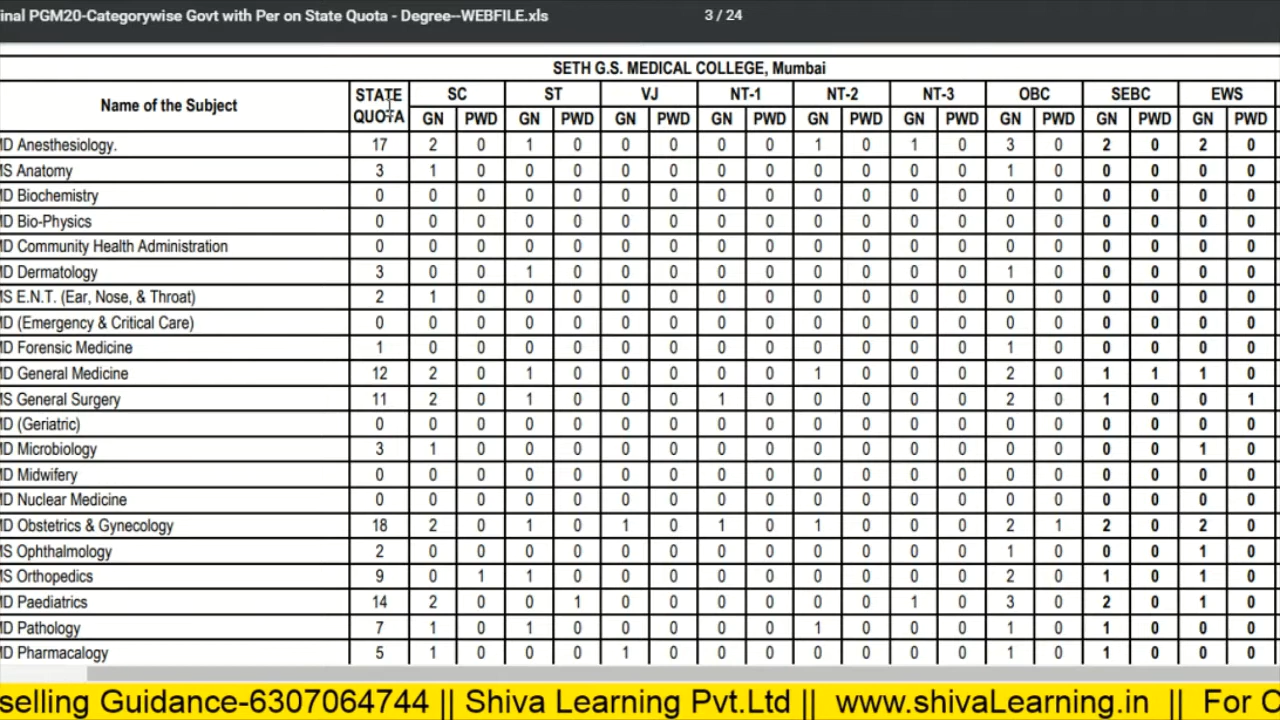 inal PGM20-Categorywise Govt with Per on State Quota - Degree--WEBFILE.xls 3 / 24
SETH G.S. MEDICAL COLLEGE, Mumbai
Name of the Subject STATE QUOTA SC ST VJ NT-1 NT-2 NT-3 OBC SEBC EWS
GN PWD GN PWD GN PWD GN PWD GN PWD GN PWD GN PWD GN PWD GN PWD
MD Anesthesiology. 17 2 0 1 0 0 0 0 0 1 0 1 0 3 0 2 0 2 0
MS Anatomy 3 1 0 0 0 0 0 0 0 0 0 0 0 1 0 0 0 0 0
MD Biochemistry 0 0 0 0 0 0 0 0 0 0 0 0 0 0 0 0 0 0 0
MD Bio-Physics 0 0 0 0 0 0 0 0 0 0 0 0 0 0 0 0 0 0 0
MD Community Health Administration 0 0 0 0 0 0 0 0 0 0 0 0 0 0 0 0 0 0 0
MD Dermatology 3 0 0 1 0 0 0 0 0 0 0 0 0 1 0 0 0 0 0
MS E.N.T. (Ear, Nose, & Throat) 2 1 0 0 0 0 0 0 0 0 0 0 0 0 0 0 0 0 0
MD (Emergency & Critical Care) 0 0 0 0 0 0 0 0 0 0 0 0 0 0 0 0 0 0 0
MD Forensic Medicine 1 0 0 0 0 0 0 0 0 0 0 0 0 1 0 0 0 0 0
MD General Medicine 12 2 0 1 0 0 0 0 0 1 0 0 0 2 0 1 1 1 0
MS General Surgery 11 2 0 1 0 0 0 1 0 0 0 0 0 2 0 1 0 0 1
MD (Geriatric) 0 0 0 0 0 0 0 0 0 0 0 0 0 0 0 0 0 0 0
MD Microbiology 3 1 0 0 0 0 0 0 0 0 0 0 0 0 0 0 0 1 0
MD Midwifery 0 0 0 0 0 0 0 0 0 0 0 0 0 0 0 0 0 0 0
MD Nuclear Medicine 0 0 0 0 0 0 0 0 0 0 0 0 0 0 0 0 0 0 0
MD Obstetrics & Gynecology 18 2 0 1 0 1 0 1 0 1 0 0 0 2 1 2 0 2 0
MS Ophthalmology 2 0 0 0 0 0 0 0 0 0 0 0 0 1 0 0 0 1 0
MS Orthopedics 9 0 1 1 0 0 0 0 0 0 0 0 0 2 0 1 0 1 0
MD Paediatrics 14 2 0 0 1 0 0 0 0 0 0 1 0 3 0 2 0 1 0
MD Pathology 7 1 0 1 0 0 0 0 0 1 0 0 0 1 0 1 0 0 0
MD Pharmacalogy 5 1 0 0 0 1 0 0 0 0 0 0 0 1 0 1 0 0 0
selling Guidance-6307064744 || Shiva Learning Pvt.Ltd || www.shivaLearning.in || For C